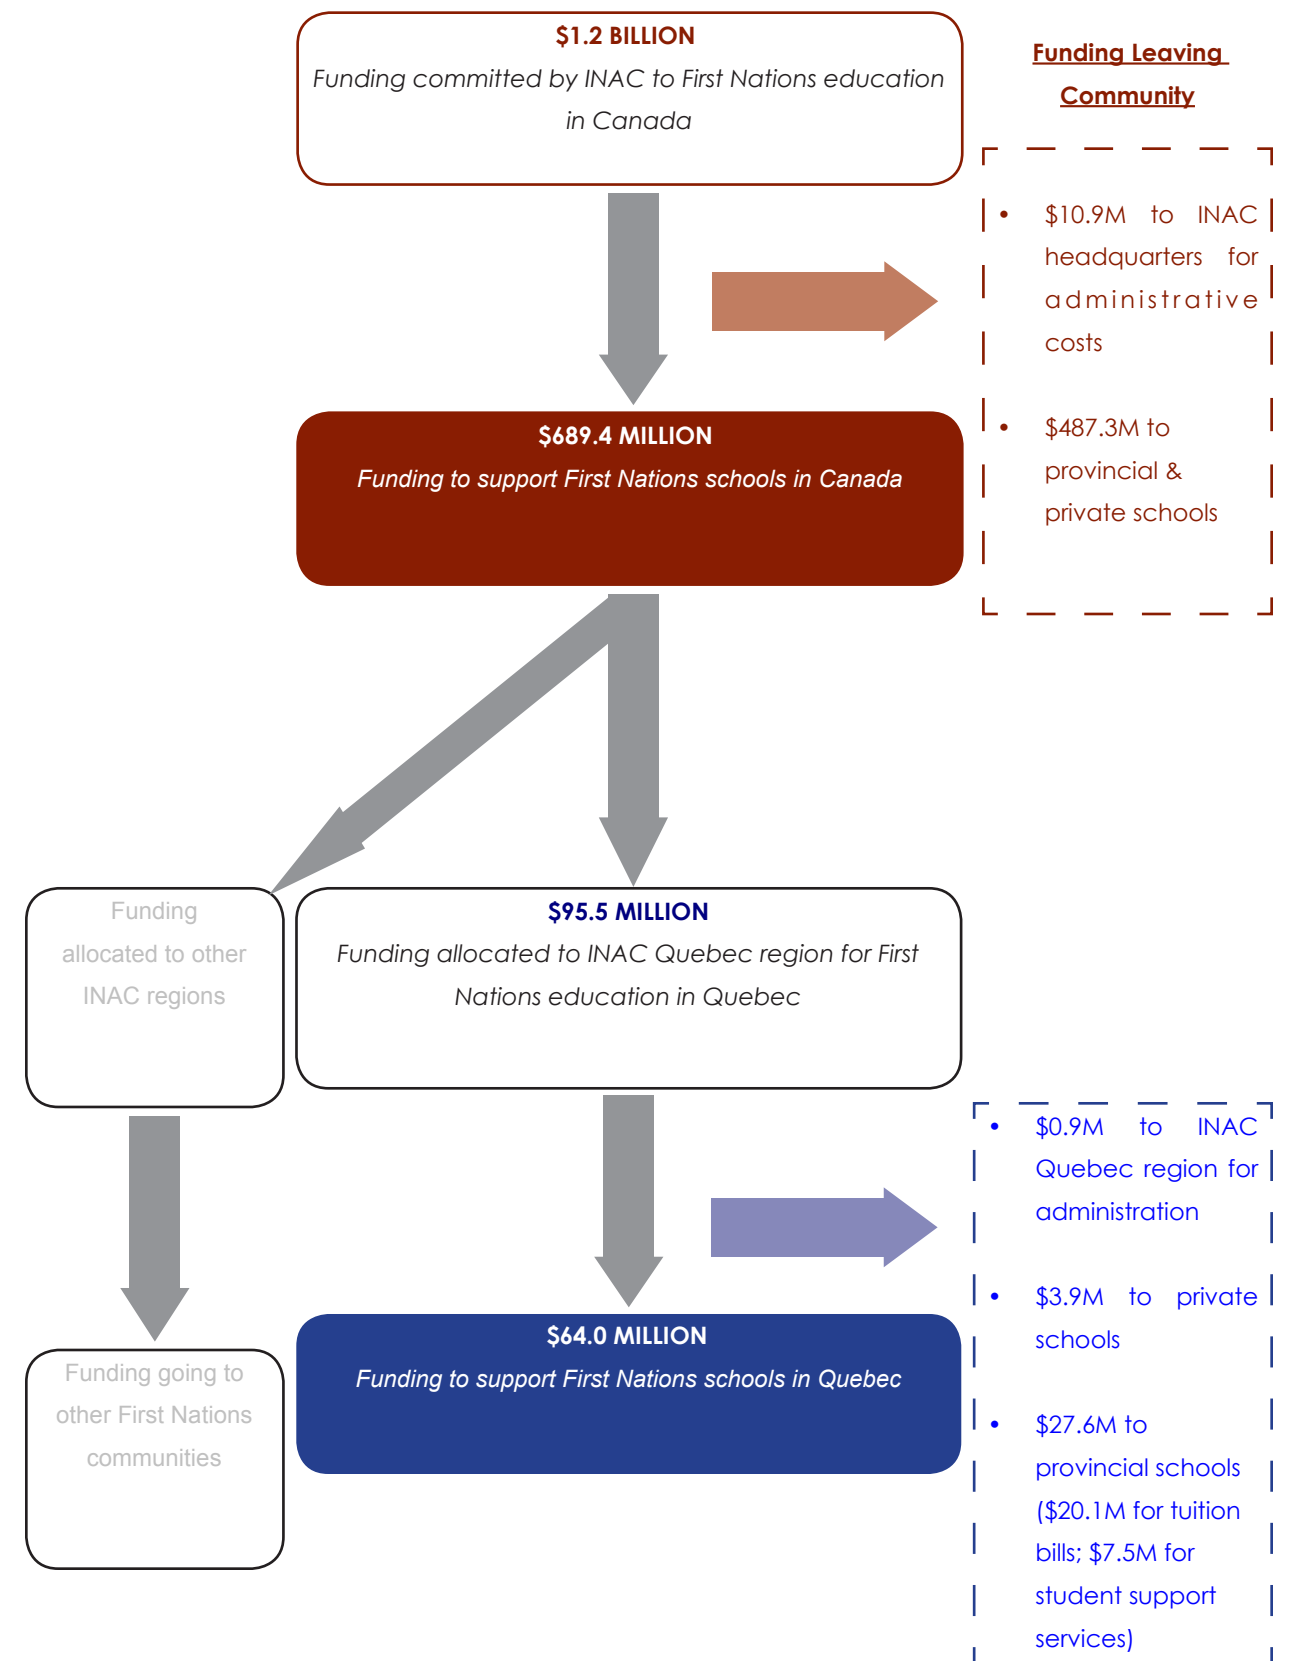 $1.2 BILLION
Funding committed by INAC to First Nations education
in Canada
Funding Leaving
Community
• $10.9M to INAC
headquarters for
administrative
costs
• $487.3M to
provincial &
private schools
$689.4 MILLION
Funding to support First Nations schools in Canada
Funding
allocated to other
INAC regions
$95.5 MILLION
Funding allocated to INAC Quebec region for First
Nations education in Quebec
• $0.9M to INAC
Quebec region for
administration
• $3.9M to private
schools
• $27.6M to
provincial schools
($20.1M for tuition
bills; $7.5M for
student support
services)
$64.0 MILLION
Funding to support First Nations schools in Quebec
Funding going to
other First Nations
communities